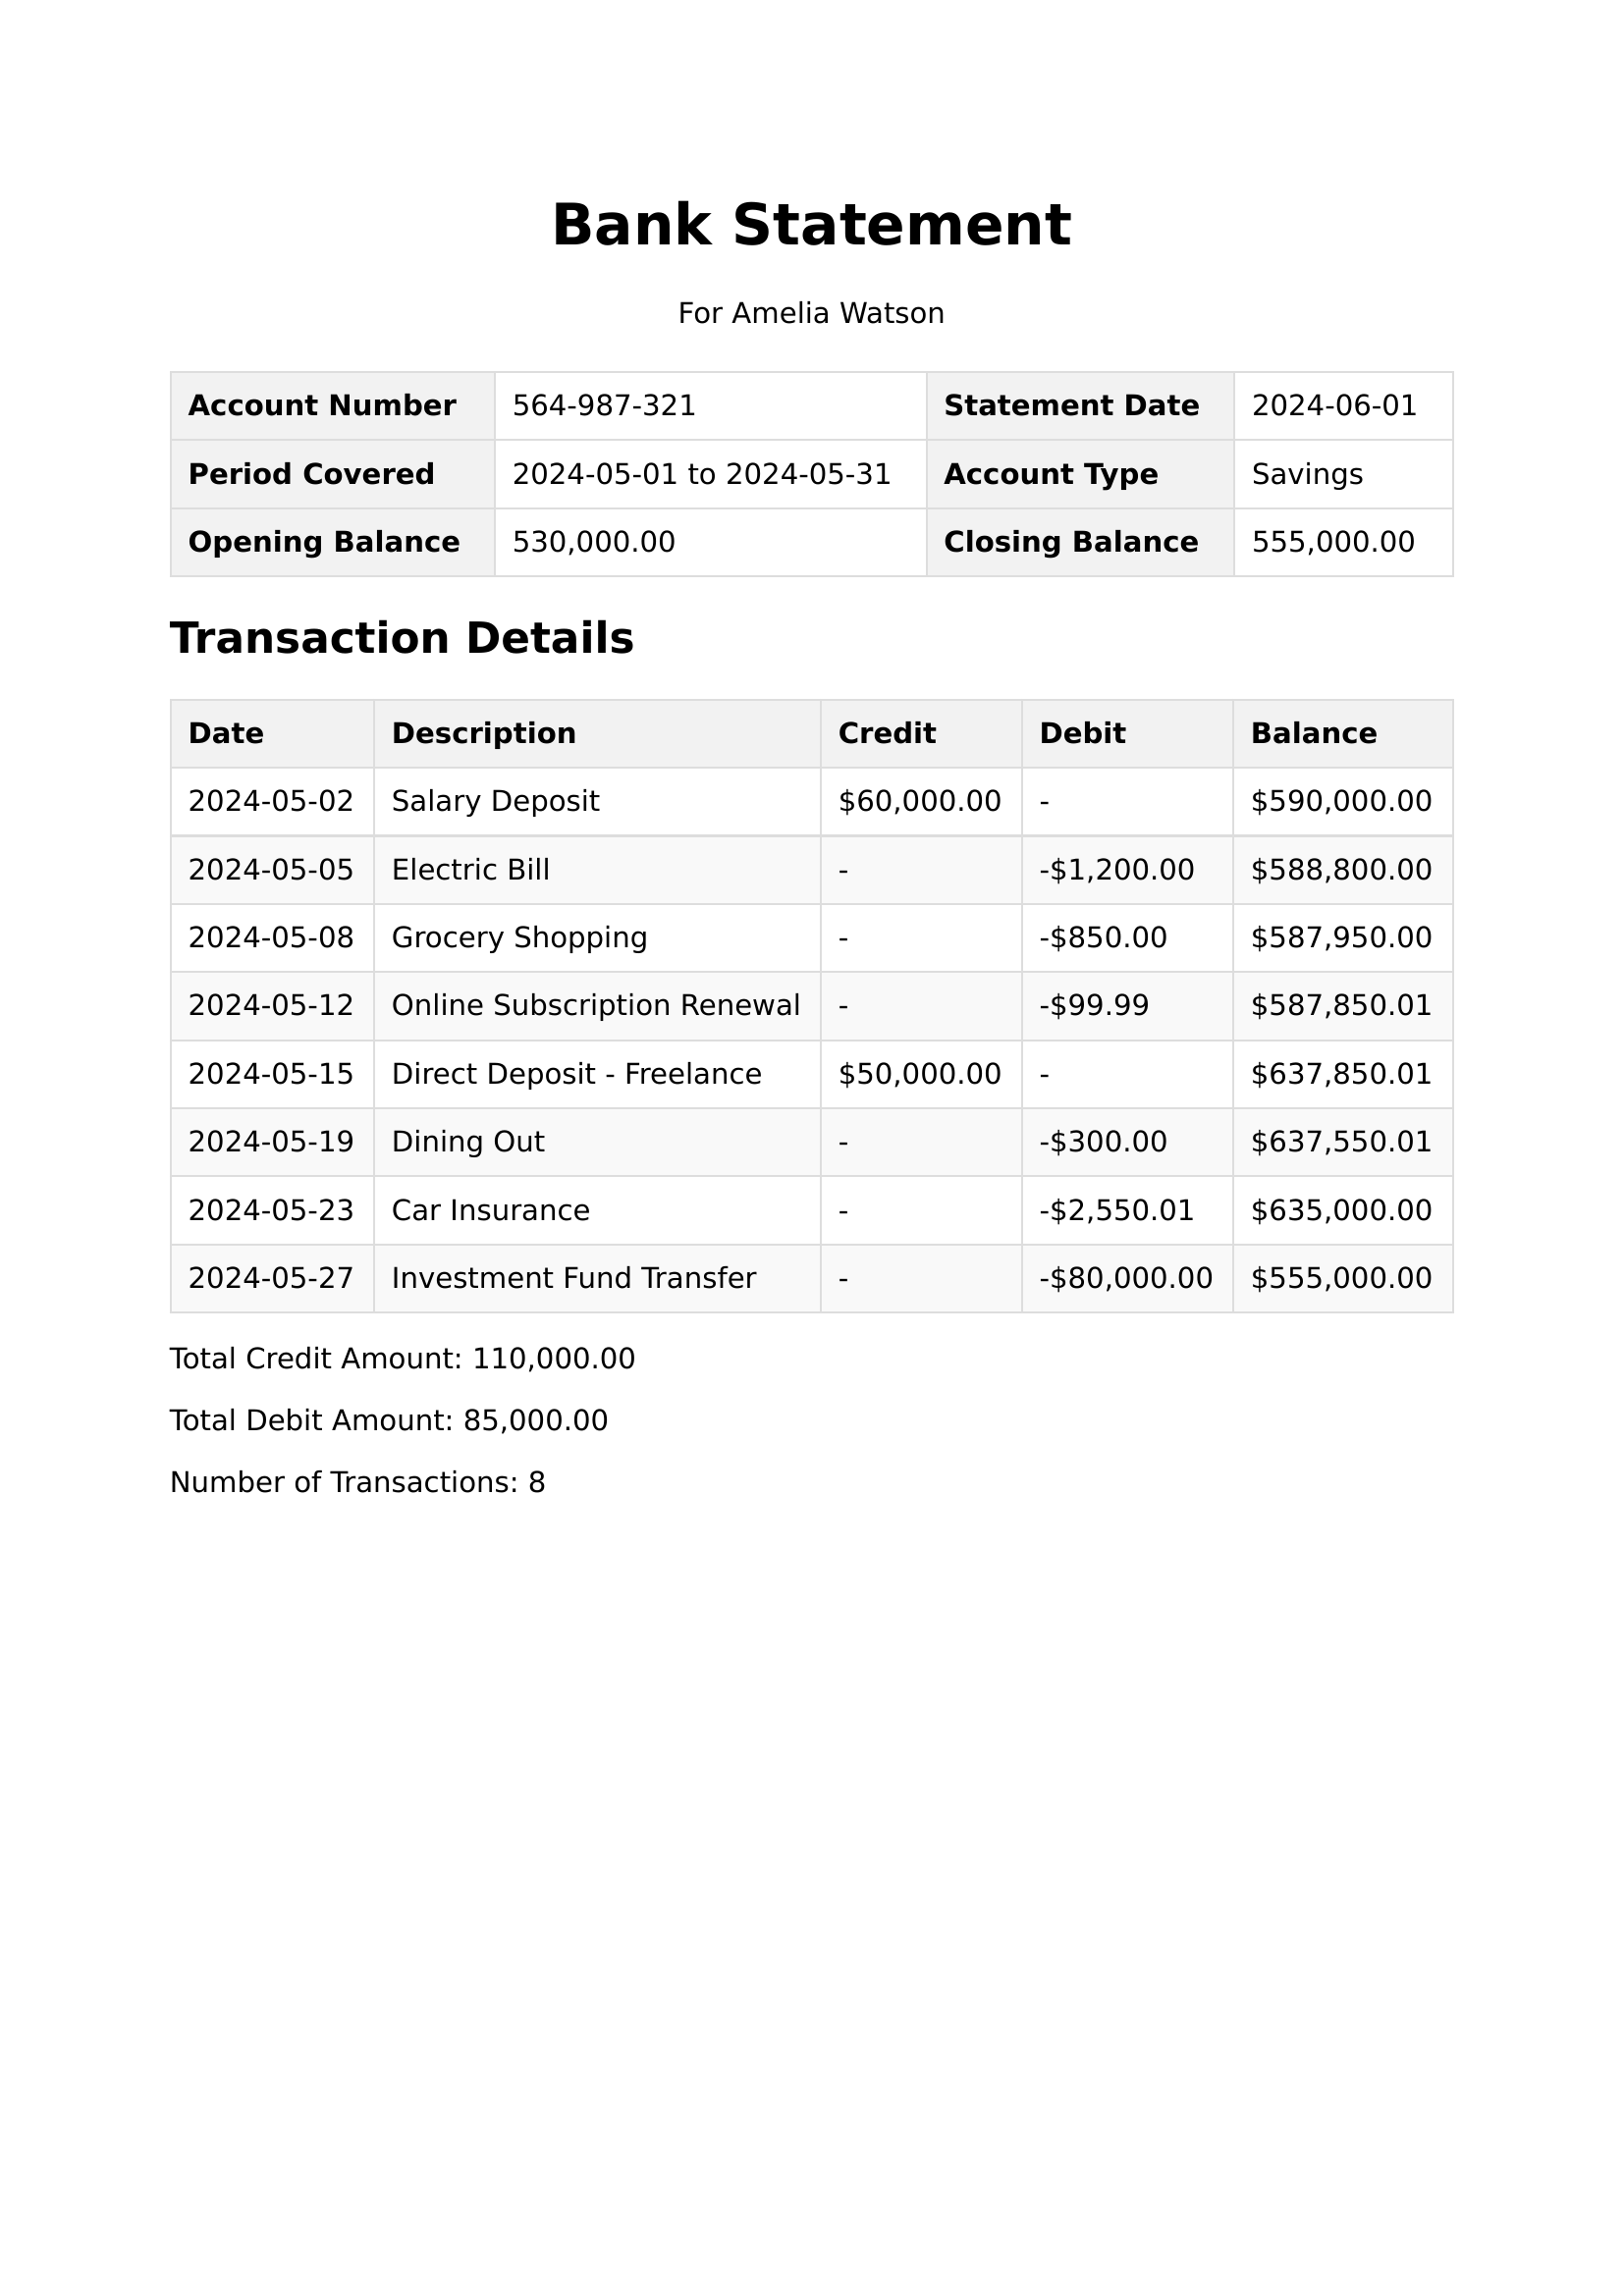 Bank Statement
For Amelia Watson
Account Number 564-987-321 Statement Date 2024-06-01
Period Covered 2024-05-01 to 2024-05-31 Account Type Savings
Opening Balance 530,000.00 Closing Balance 555,000.00
Transaction Details
Date Description Credit Debit Balance
2024-05-02 Salary Deposit $60,000.00 - $590,000.00
2024-05-05 Electric Bill - -$1,200.00 $588,800.00
2024-05-08 Grocery Shopping - -$850.00 $587,950.00
2024-05-12 Online Subscription Renewal - -$99.99 $587,850.01
2024-05-15 Direct Deposit - Freelance $50,000.00 - $637,850.01
2024-05-19 Dining Out - -$300.00 $637,550.01
2024-05-23 Car Insurance - -$2,550.01 $635,000.00
2024-05-27 Investment Fund Transfer - -$80,000.00 $555,000.00
Total Credit Amount: 110,000.00
Total Debit Amount: 85,000.00
Number of Transactions: 8